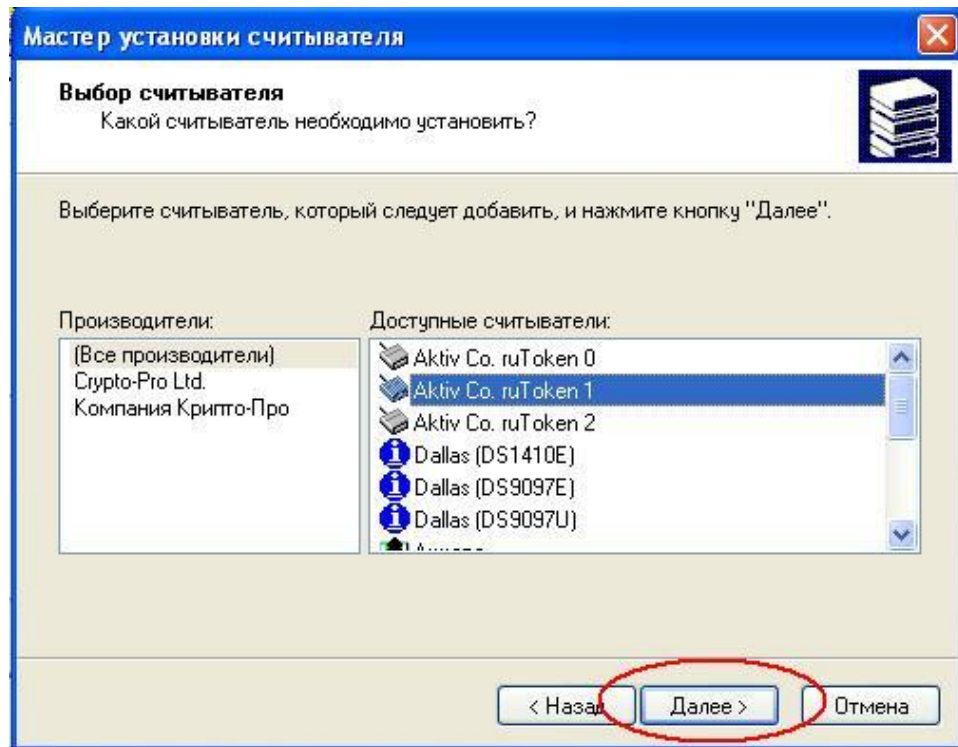 Мастер установки считывателя
Выбор считывателя
Какой считыватель необходимо установить?
Выберите считыватель, который следует добавить, и нажмите кнопку "Далее".
Производители:
(Все производители)
Crypto-Pro Ltd.
Компания Крипто-Про
Доступные считыватели:
Aktiv Co. ruToken 0
Aktiv Co. ruToken 1
Aktiv Co. ruToken 2
Dallas (DS1410E)
Dallas (DS9097E)
Dallas (DS9097U)
< Назад
Далее >
Отмена